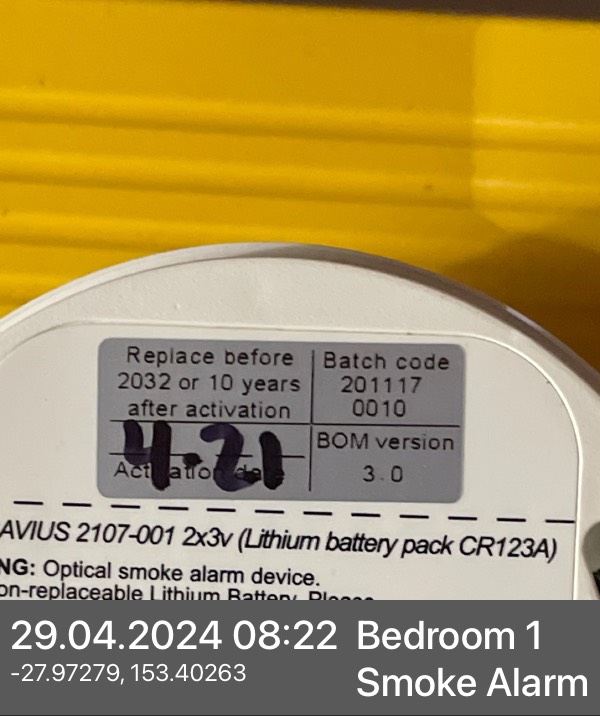 Replace before
2032 or 10 years
after activation
4.21
Activation date
Batch code
201117
0010
BOM version
3.0
AVIUS 2107-001 2x3v (Lithium battery pack CR123A)
NG: Optical smoke alarm device.
on-replaceable Lithium Battery. Please
29.04.2024 08:22
-27.97279, 153.40263
Bedroom 1
Smoke Alarm